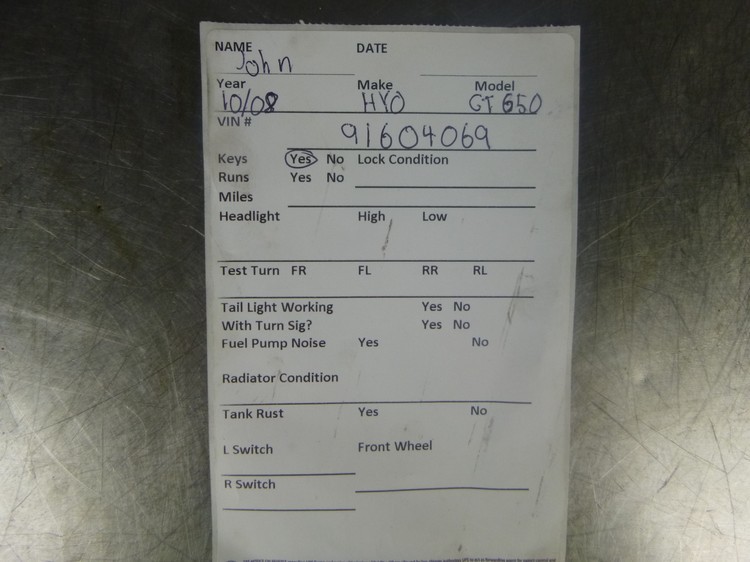 NAME John DATE
Year Make Model
10/08 HYO GT 650
VIN # 91604069
Keys Yes No Lock Condition
Runs Yes No
Miles
Headlight High Low
Test Turn FR FL RR RL
Tail Light Working Yes No
With Turn Sig? Yes No
Fuel Pump Noise Yes No
Radiator Condition
Tank Rust Yes No
L Switch Front Wheel
R Switch